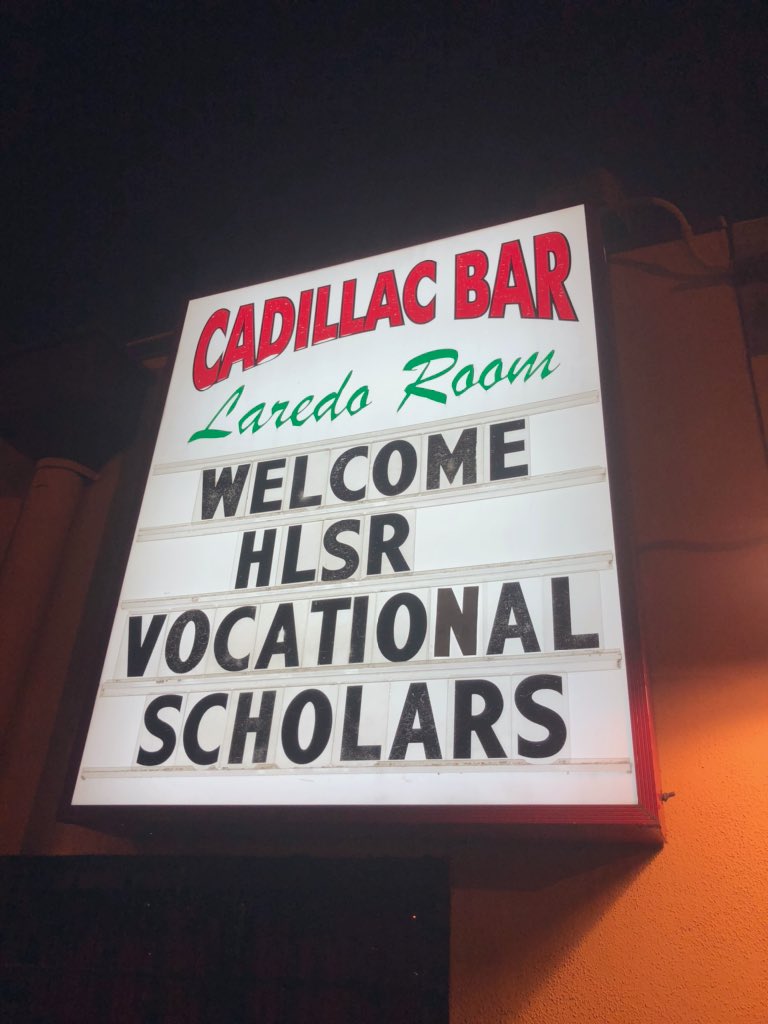 CADILLAC BAR
Laredo Room
WELCOME
HLSR
VOCATIONAL
SCHOLARS